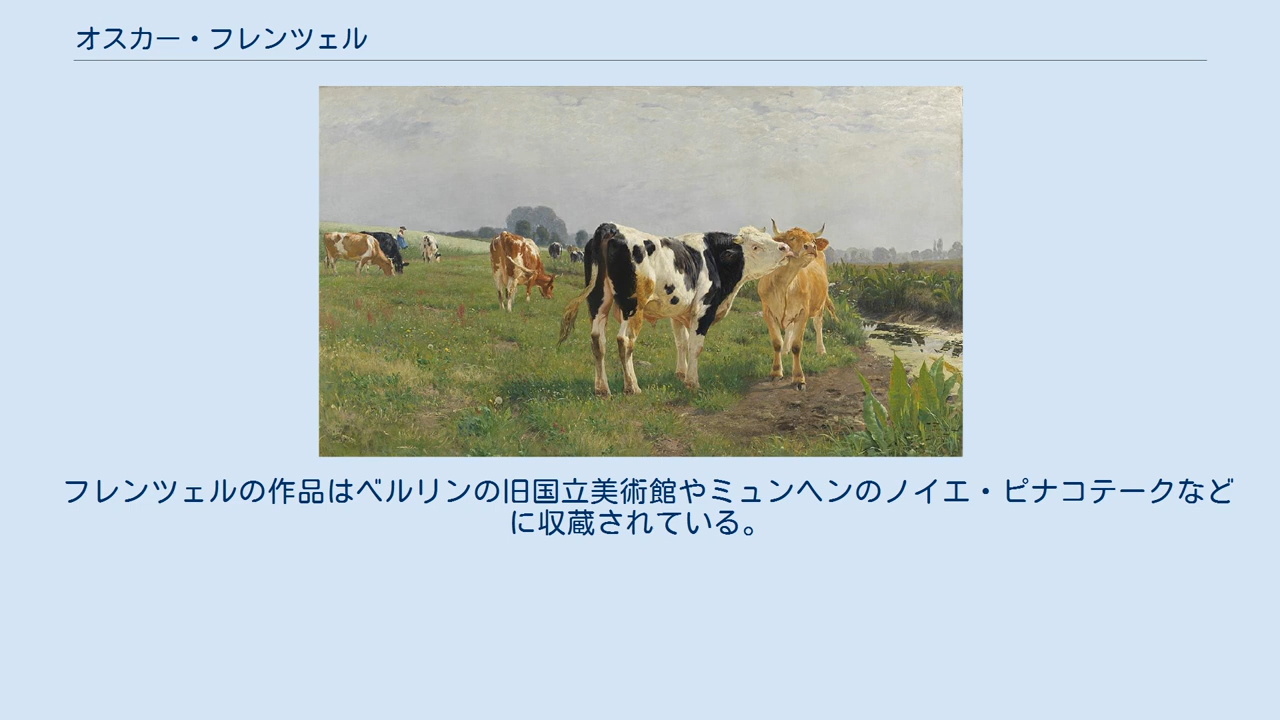 オスカー・フレンツェル
フレンツェルの作品はベルリンの旧国立美術館やミュンヘンのノイエ・ピナコテークなど
に収蔵されている。